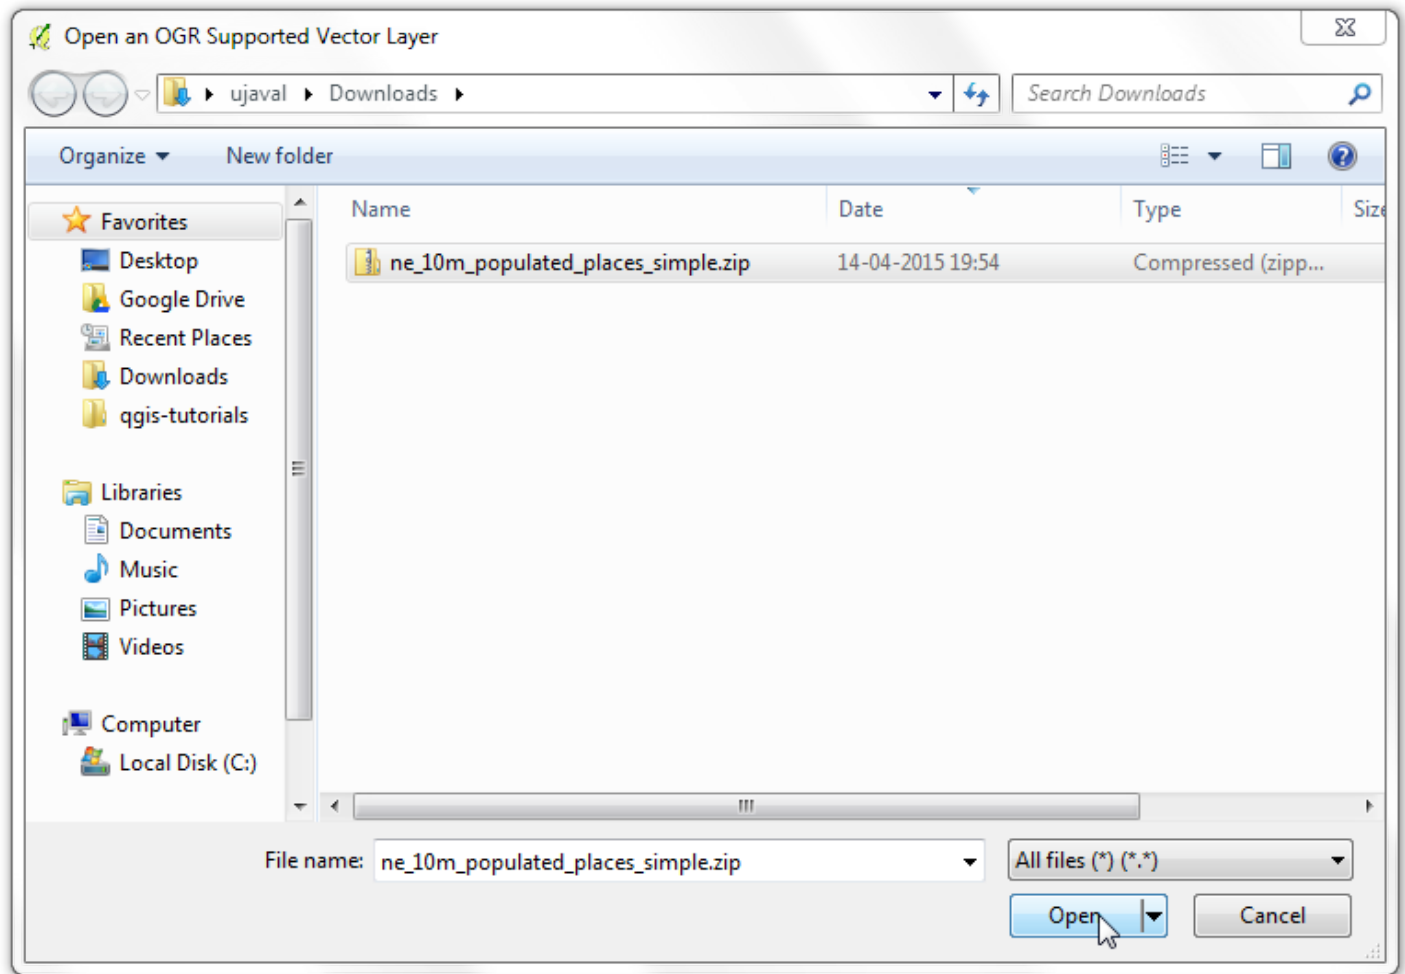 Open an OGR Supported Vector Layer
ujaval Downloads
Search Downloads
Organize New folder
Name Date Type Size
Favorites
ne_10m_populated_places_simple.zip 14-04-2015 19:54 Compressed (zipp...
Desktop
Google Drive
Recent Places
Downloads
qgis-tutorials
Libraries
Documents
Music
Pictures
Videos
Computer
Local Disk (C:)
File name: ne_10m_populated_places_simple.zip All files (*) (*.*)
Open Cancel